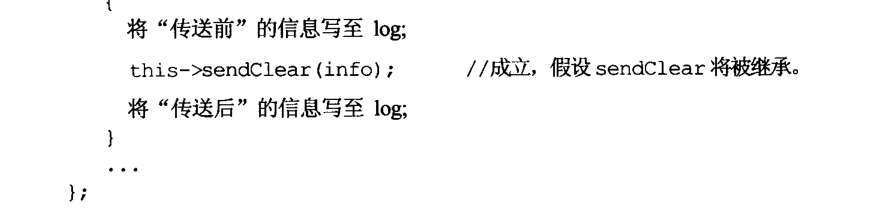 {
将“传送前”的信息写至 log;
this->sendClear(info); //成立，假设 sendClear 将被继承。
将“传送后”的信息写至 log;
}
...
};